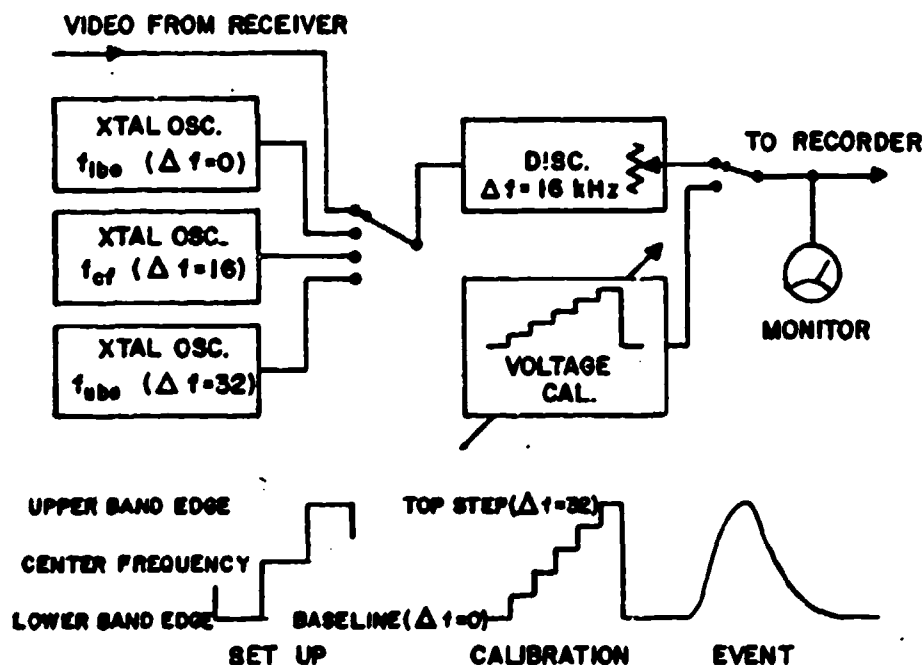 VIDEO FROM RECEIVER
XTAL OSC.
f_lbe (Δ f=0)
XTAL OSC.
f_cf (Δ f=16)
XTAL OSC.
f_ube (Δ f=32)
DISC.
Δ f = 16 kHz
TO RECORDER
VOLTAGE
CAL.
MONITOR
UPPER BAND EDGE
CENTER FREQUENCY
LOWER BAND EDGE
SET UP
TOP STEP (Δ f=32)
BASELINE (Δ f=0)
CALIBRATION
EVENT